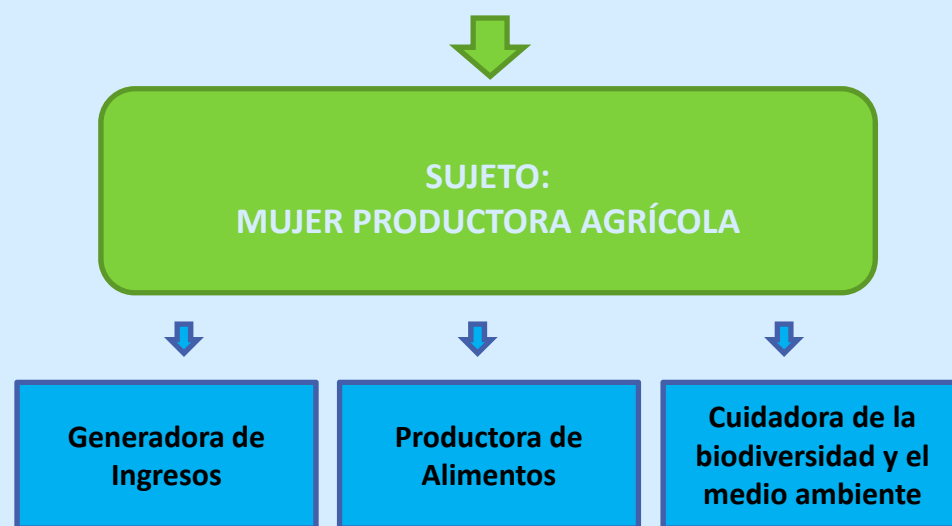 SUJETO:
MUJER PRODUCTORA AGRÍCOLA
Generadora de
Ingresos
Productora de
Alimentos
Cuidadora de la
biodiversidad y el
medio ambiente